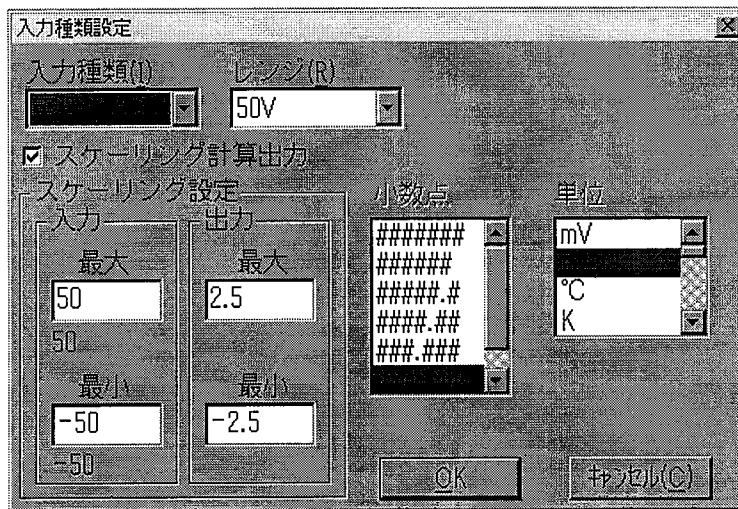 入力種類設定
入力種類(I) レンジ(R)
50V
スケーリング計算出力
スケーリング設定 小数点 単位
入力 出力
最大 最大
50 2.5
50
最小 最小
-50 -2.5
-50
#######
######
#####.#
####.##
###.###
mV
℃
K
OK キャンセル(C)